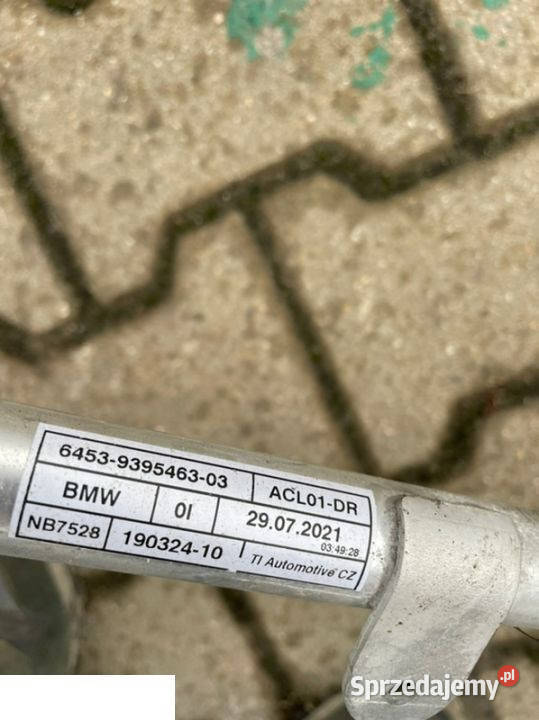 6453-9395463-03 ACL01-DR
BMW 0I 29.07.2021
03:49:28
NB7528 190324-10 TI Automotive CZ
Sprzedajemy.pl